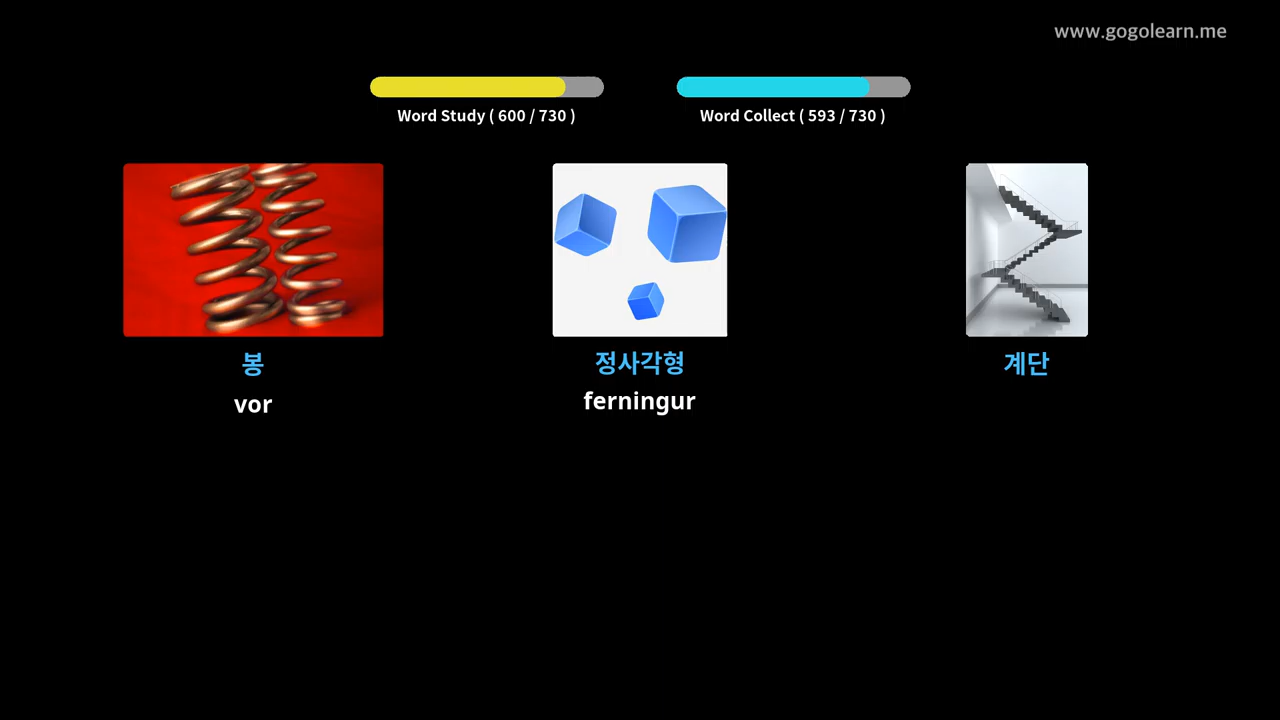 www.gogolearn.me
Word Study ( 600 / 730 )
Word Collect ( 593 / 730 )
봉
정사각형
계단
vor
ferningur